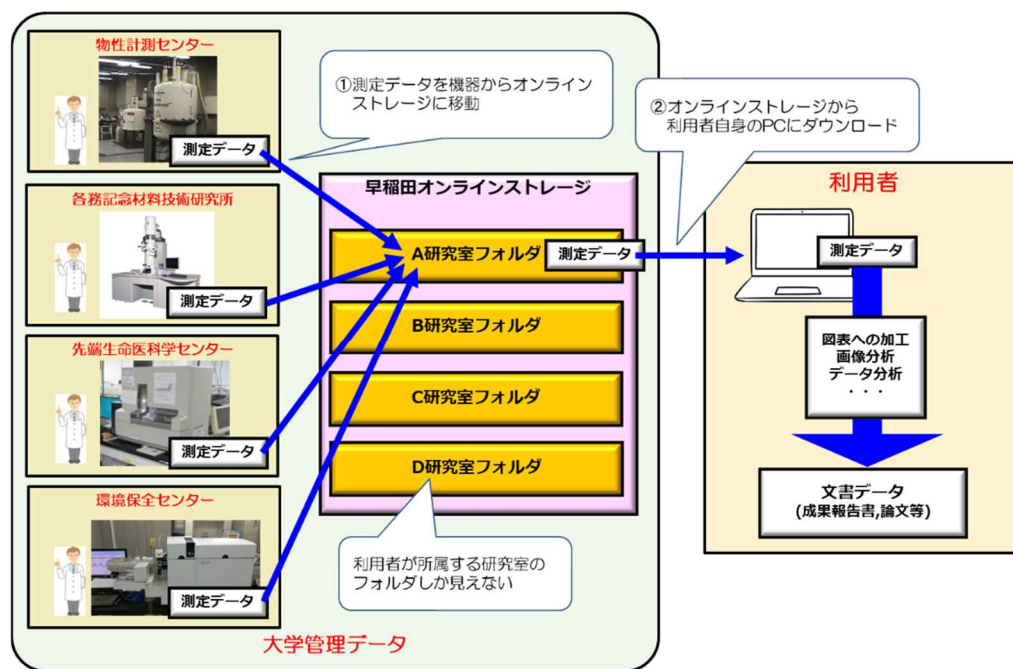 物性計測センター
測定データ
各務記念材料技術研究所
測定データ
先端生命医科学センター
測定データ
環境保全センター
測定データ
大学管理データ
①測定データを機器からオンライン
ストレージに移動
早稲田オンラインストレージ
A研究室フォルダ
測定データ
B研究室フォルダ
C研究室フォルダ
D研究室フォルダ
利用者が所属する研究室の
フォルダしか見えない
②オンラインストレージから
利用者自身のPCにダウンロード
利用者
測定データ
図表への加工
画像分析
データ分析
・・・
文書データ
(成果報告書,論文等)